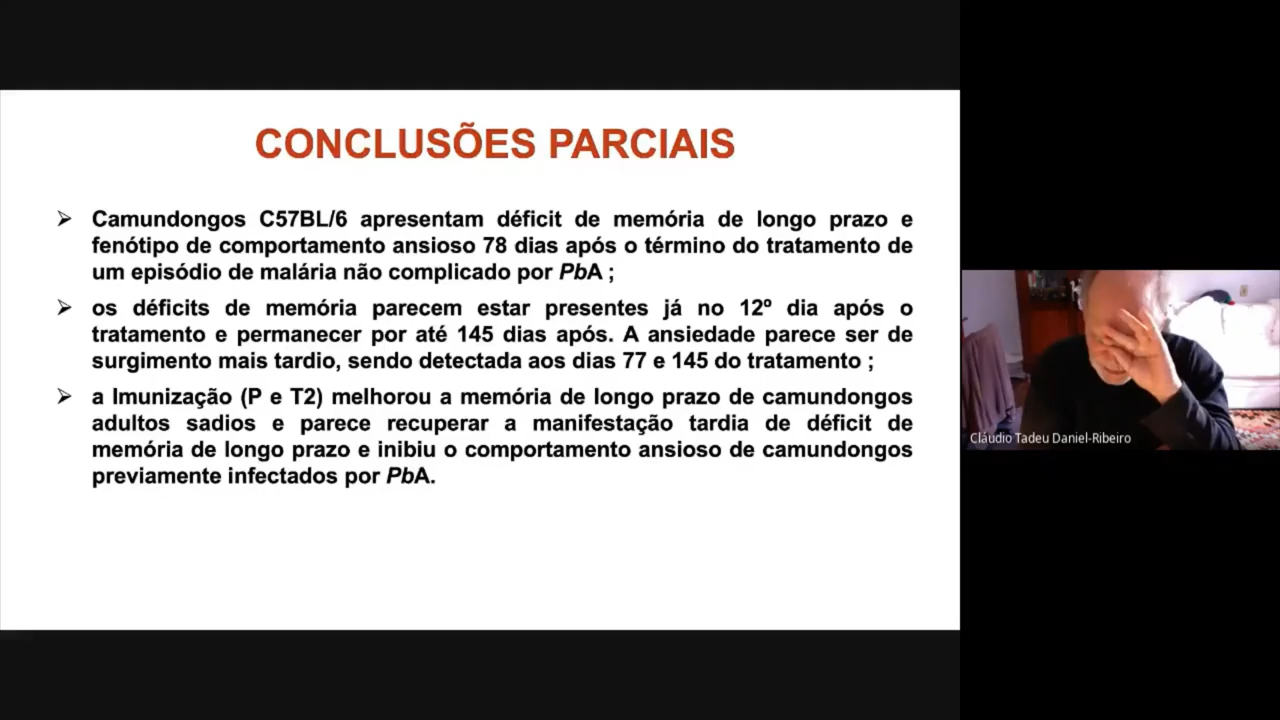 CONCLUSÕES PARCIAIS
Camundongos C57BL/6 apresentam déficit de memória de longo prazo e
fenótipo de comportamento ansioso 78 dias após o término do tratamento de
um episódio de malária não complicado por PbA ;
os déficits de memória parecem estar presentes já no 12º dia após o
tratamento e permanecer por até 145 dias após. A ansiedade parece ser de
surgimento mais tardio, sendo detectada aos dias 77 e 145 do tratamento ;
a Imunização (P e T2) melhorou a memória de longo prazo de camundongos
adultos sadios e parece recuperar a manifestação tardia de déficit de
memória de longo prazo e inibiu o comportamento ansioso de camundongos
previamente infectados por PbA.
Cláudio Tadeu Daniel-Ribeiro